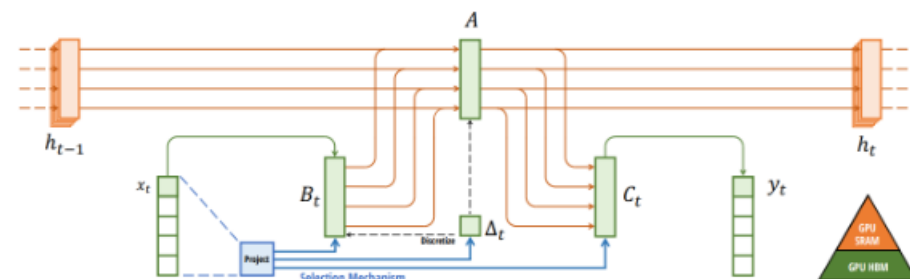 A
h_{t-1}
h_t
x_t
B_t
Δ_t
C_t
y_t
Discretize
Project
Selection Mechanism
GPU
SRAM
GPU HBM